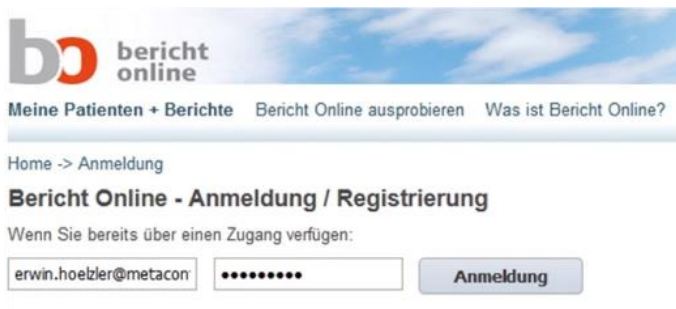 bo
bericht
online
Meine Patienten + Berichte Bericht Online ausprobieren Was ist Bericht Online?
Home -> Anmeldung
Bericht Online - Anmeldung / Registrierung
Wenn Sie bereits über einen Zugang verfügen:
erwin.hoelzler@metacon ••••••••• Anmeldung